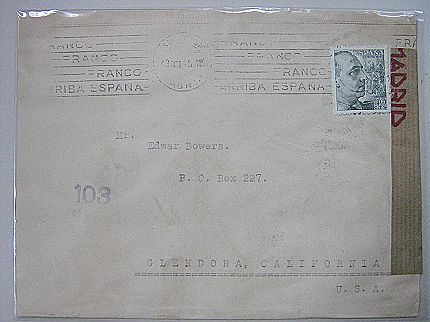 FRANCO
FRANCO
FRANCO
ARRIBA ESPAÑA
FRANCO
FRANCO
FRANCO
ARRIBA ESPAÑA
ESPAÑA
MADRID
Mr.
Edwar Bowers.
P. O. Box 227.
103
GLENDORA, CALIFORNIA
U. S. A.